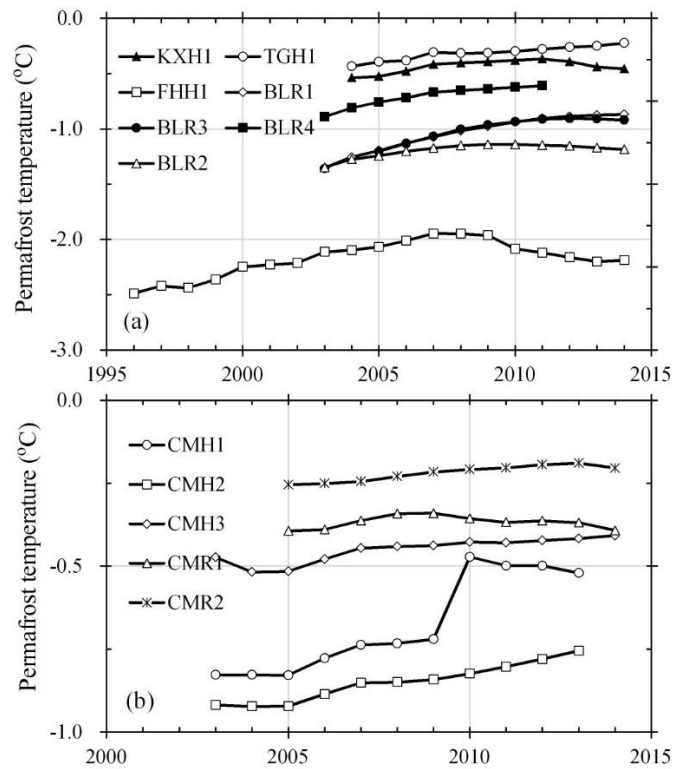 0.0
KXH1 TGH1
FHH1 BLR1
-1.0
BLR3 BLR4
BLR2
-2.0
Permafrost temperature (°C)
(a)
-3.0
1995 2000 2005 2010 2015
0.0
CMH1
CMH2
CMH3
-0.5
CMR1
CMR2
Permafrost temperature (°C)
(b)
-1.0
2000 2005 2010 2015